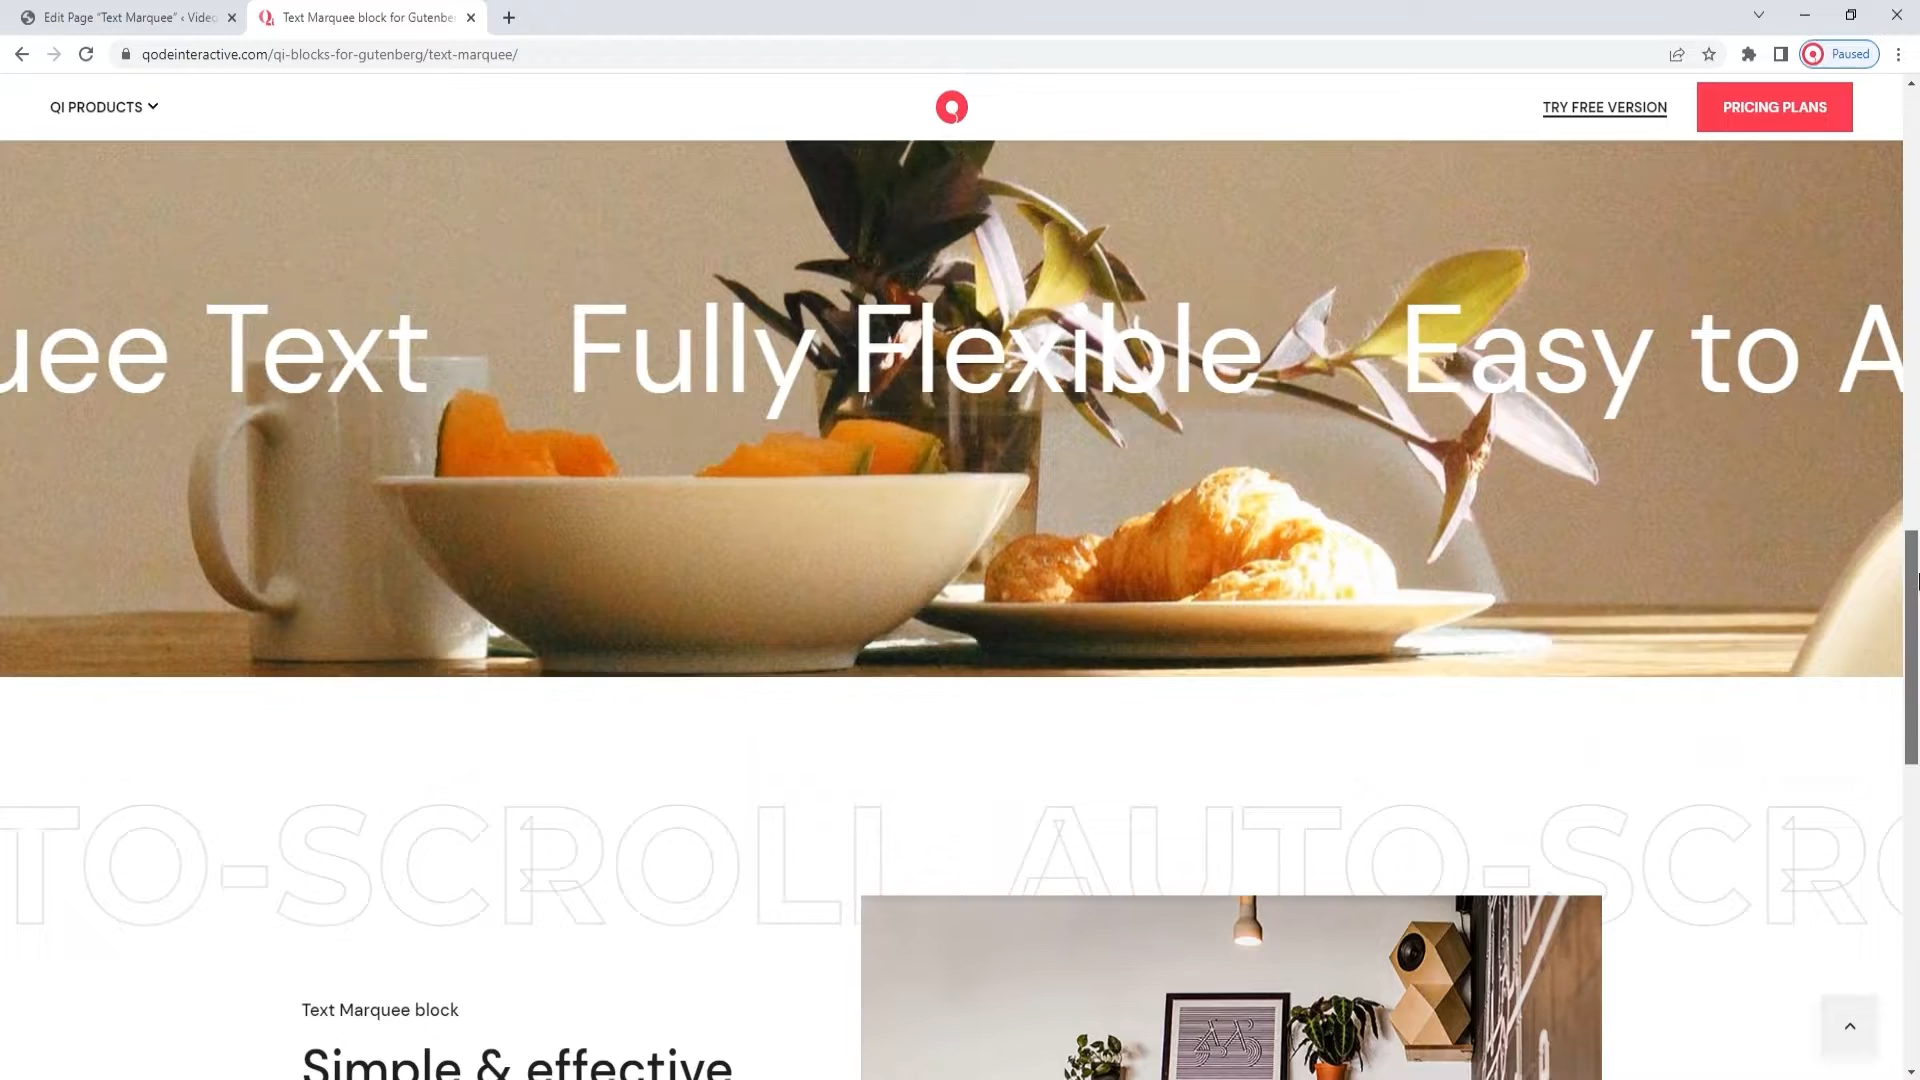 Edit Page "Text Marquee" ‹ Video
Text Marquee block for Gutenbe
qodeinteractive.com/qi-blocks-for-gutenberg/text-marquee/
Paused
QI PRODUCTS
TRY FREE VERSION
PRICING PLANS
uee Text Fully Flexible Easy to A
TO-SCROLL AUTO-SCRO
Text Marquee block
Simple & effective